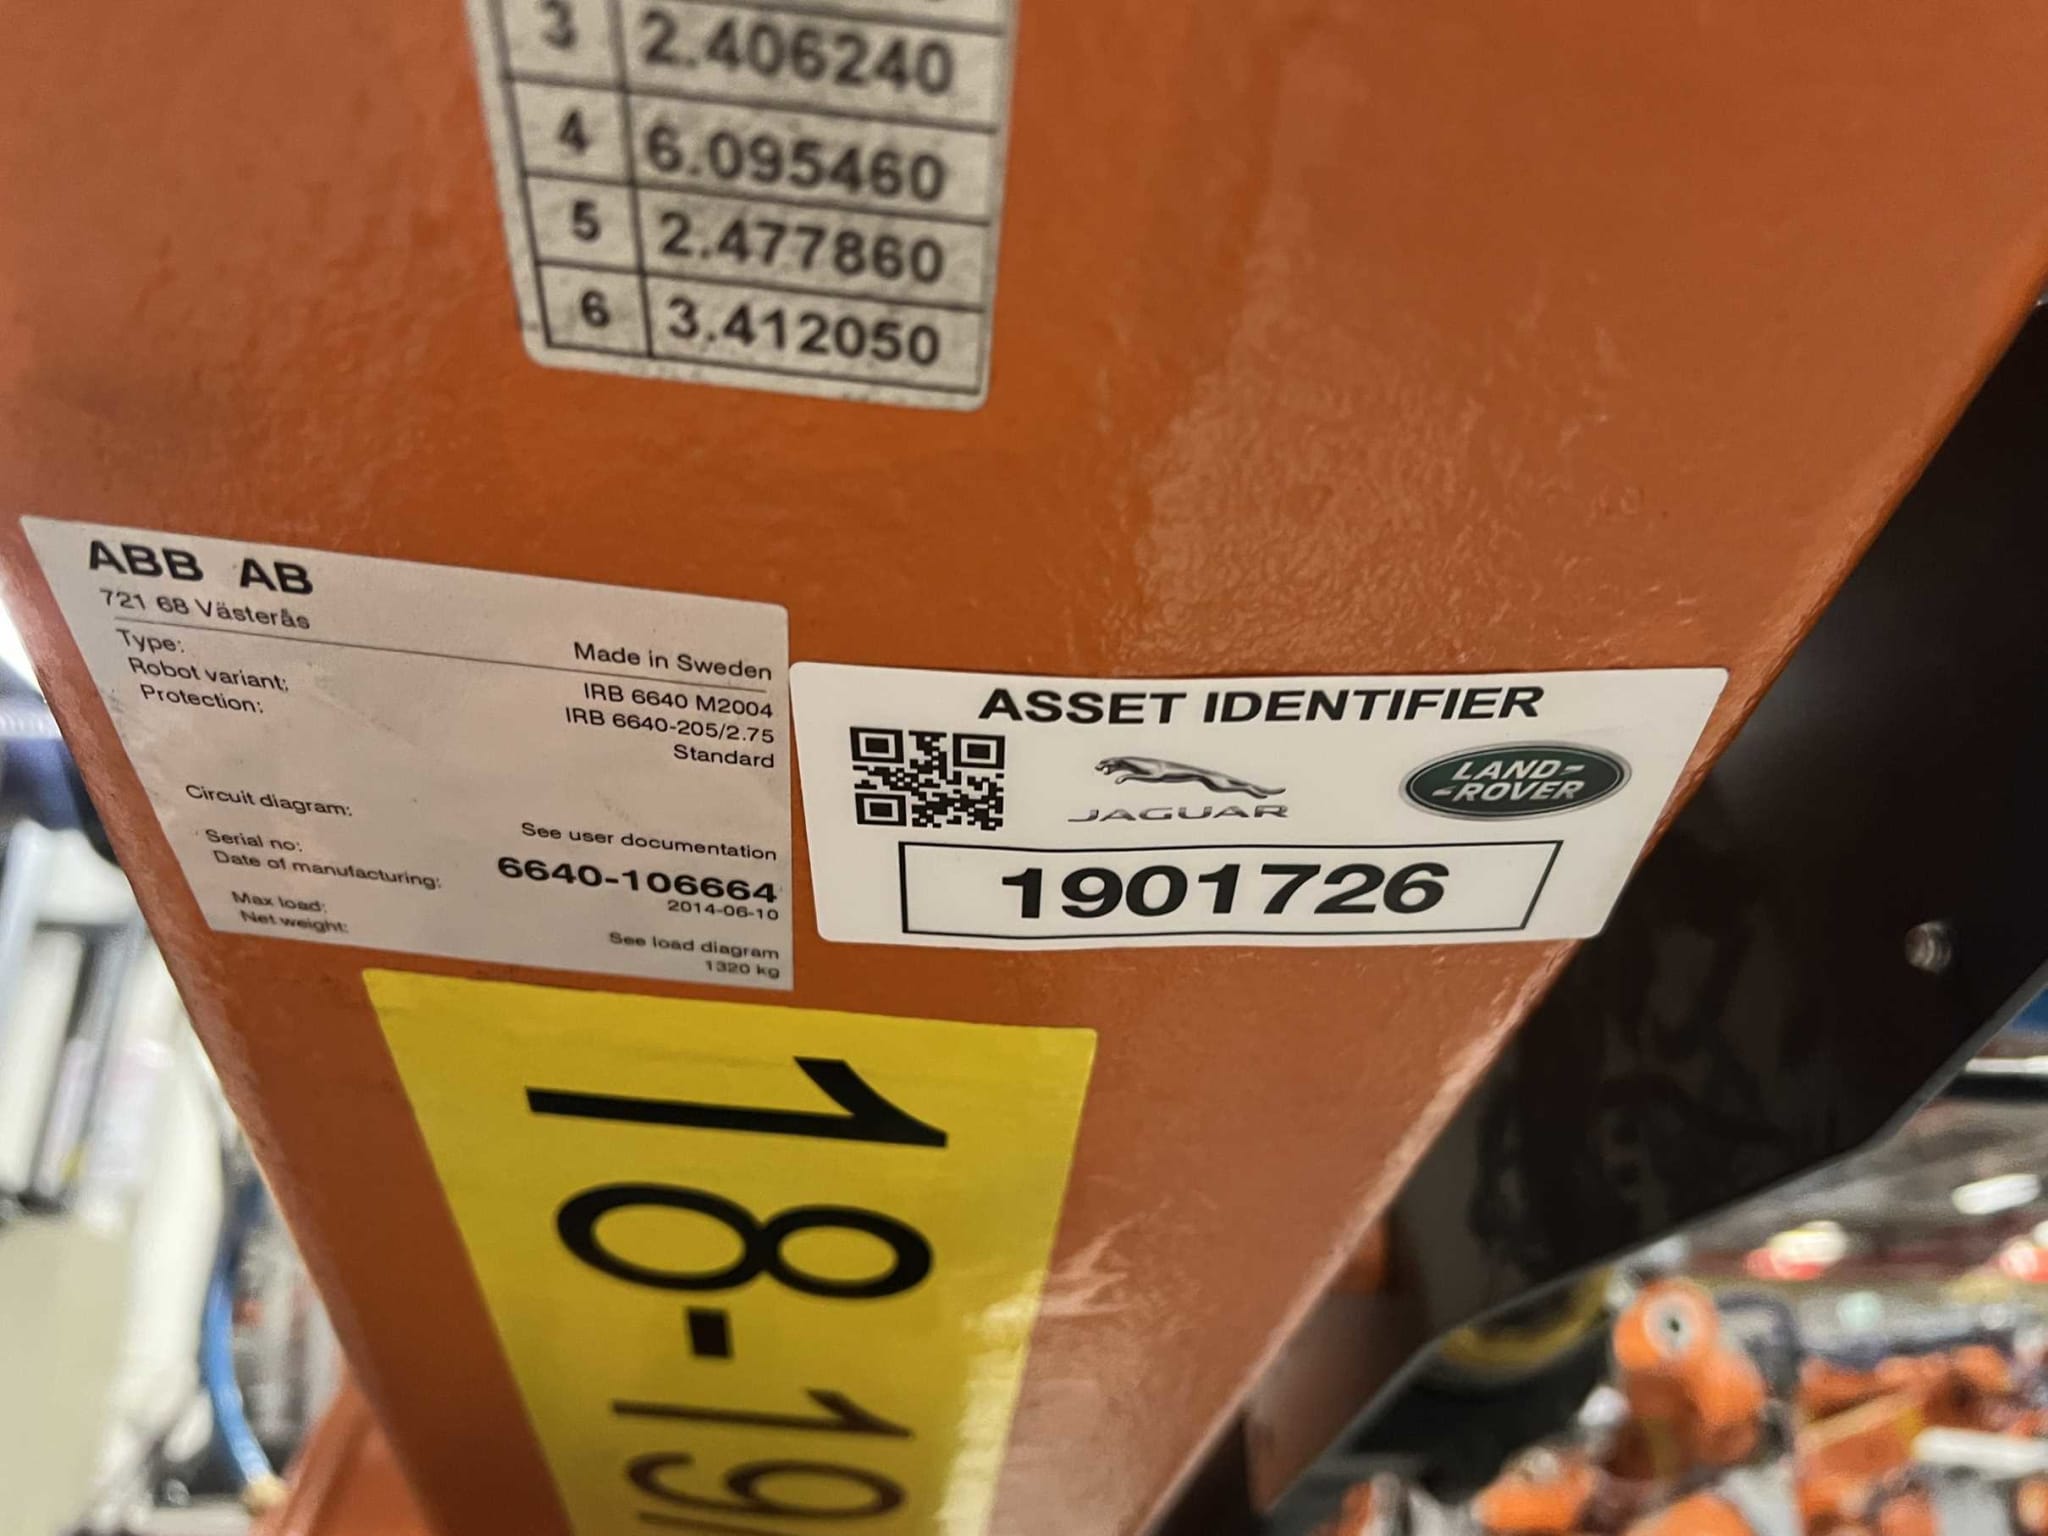 3 2.406240
4 6.095460
5 2.477860
6 3.412050
ABB AB
721 68 Västerås
Made in Sweden
Type: IRB 6640 M2004
Robot variant: IRB 6640-205/2.75
Protection: Standard
Circuit diagram: See user documentation
Serial no: 6640-106664
Date of manufacturing: 2014-06-10
Max load: See load diagram
Net weight: 1320 kg
ASSET IDENTIFIER
JAGUAR
LAND-
-ROVER
1901726
18-19